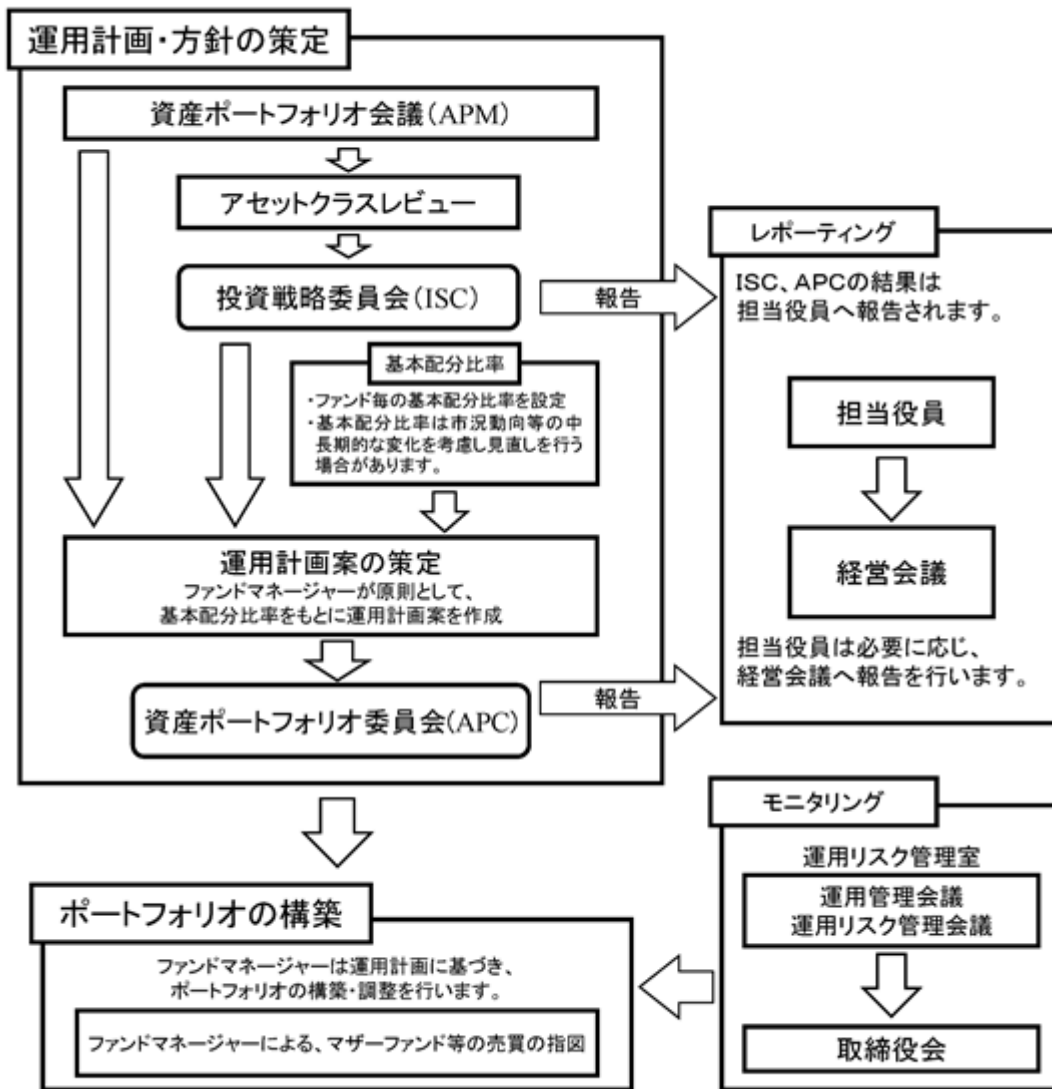 運用計画・方針の策定
資産ポートフォリオ会議(APM)
アセットクラスレビュー
投資戦略委員会(ISC)
報告
基本配分比率
・ファンド毎の基本配分比率を設定
・基本配分比率は市況動向等の中
長期的な変化を考慮し見直しを行う
場合があります。
運用計画案の策定
ファンドマネージャーが原則として、
基本配分比率をもとに運用計画案を作成
資産ポートフォリオ委員会(APC)
報告
レポーティング
ISC、APCの結果は
担当役員へ報告されます。
担当役員
経営会議
担当役員は必要に応じ、
経営会議へ報告を行います。
ポートフォリオの構築
ファンドマネージャーは運用計画に基づき、
ポートフォリオの構築・調整を行います。
ファンドマネージャーによる、マザーファンド等の売買の指図
モニタリング
運用リスク管理室
運用管理会議
運用リスク管理会議
取締役会